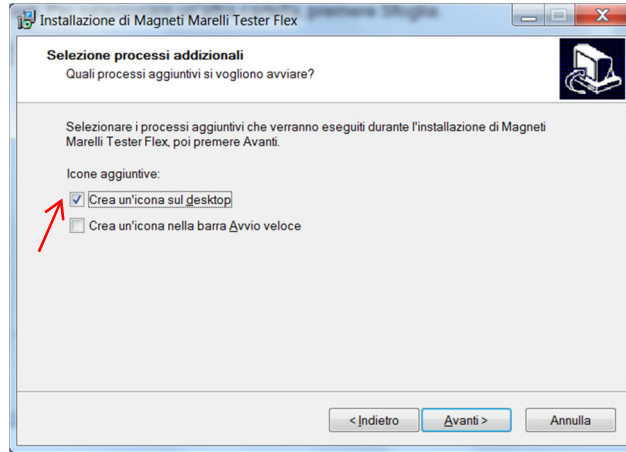 Installazione di Magneti Marelli Tester Flex
premere Sfoglia.
Selezione processi addizionali
Quali processi aggiuntivi si vogliono avviare?
Selezionare i processi aggiuntivi che verranno eseguiti durante l'installazione di Magneti
Marelli Tester Flex, poi premere Avanti.
Icone aggiuntive:
Crea un'icona sul desktop
Crea un'icona nella barra Avvio veloce
< Indietro
Avanti >
Annulla